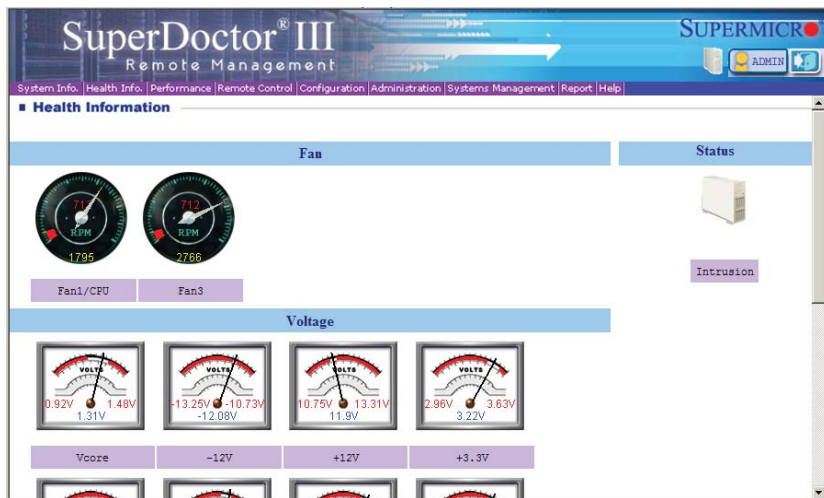 SuperDoctor® III
Remote Management
SUPERMICRO
ADMIN
System Info. Health Info. Performance Remote Control Configuration Administration Systems Management Report Help
Health Information
Fan
Status
712 712
RPM RPM
1795 2766
Fan1/CPU Fan3
Intrusion
Voltage
VOLTS VOLTS VOLTS VOLTS
0.92V 1.48V -13.25V -10.73V 10.75V 13.31V 2.96V 3.63V
1.31V -12.08V 11.9V 3.22V
Vcore -12V +12V +3.3V